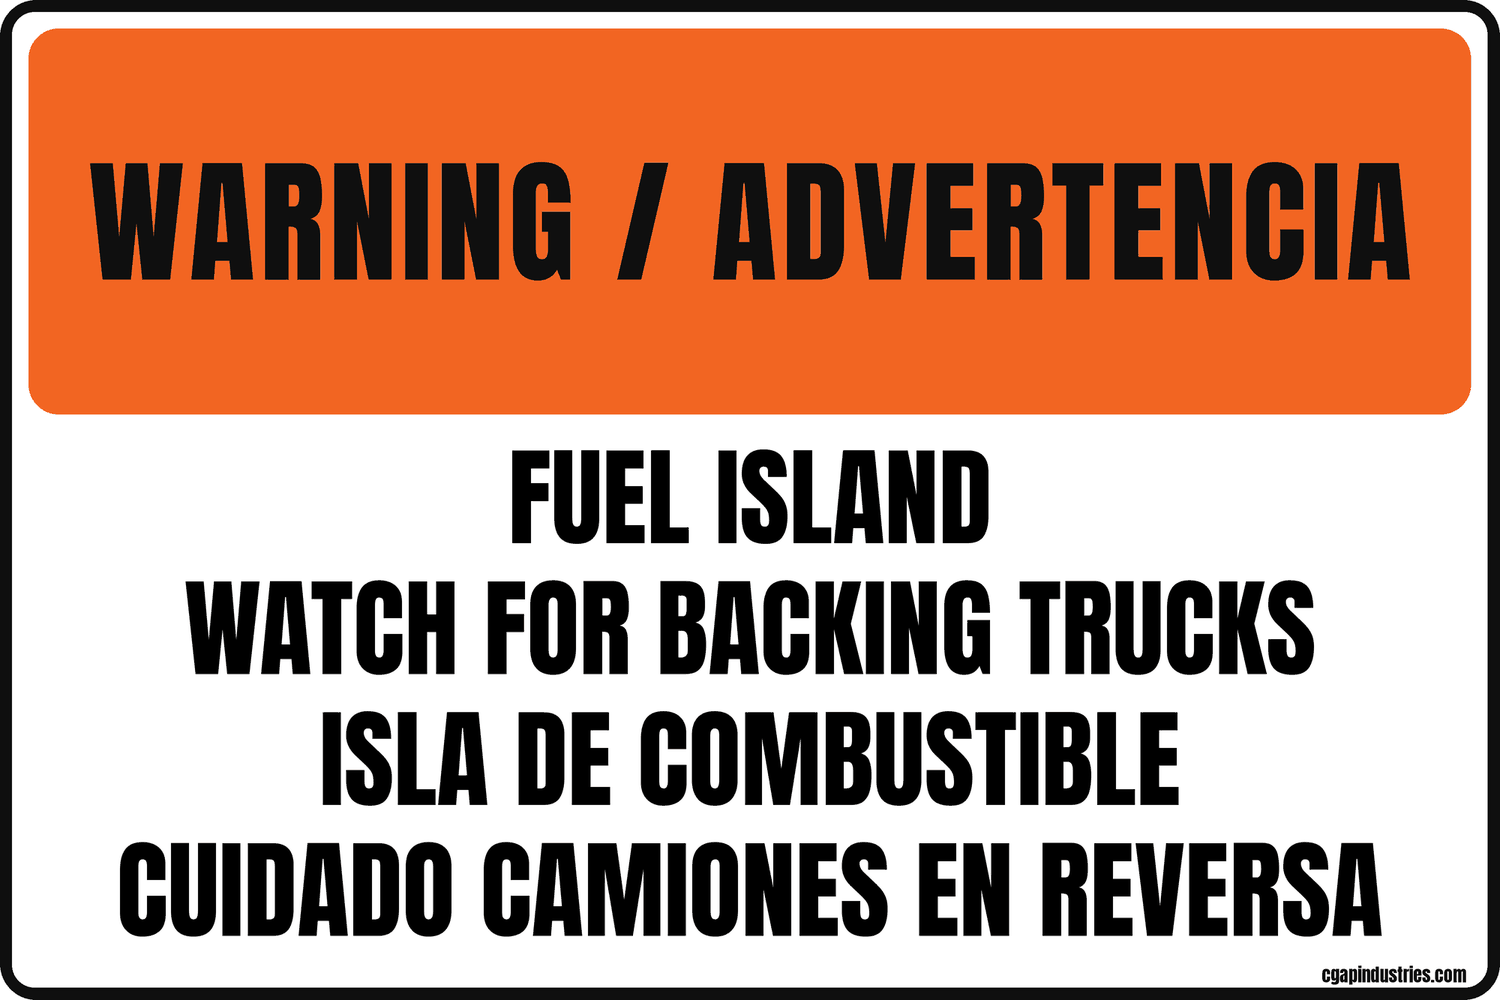 WARNING / ADVERTENCIA
FUEL ISLAND
WATCH FOR BACKING TRUCKS
ISLA DE COMBUSTIBLE
CUIDADO CAMIONES EN REVERSA
cgapindustries.com